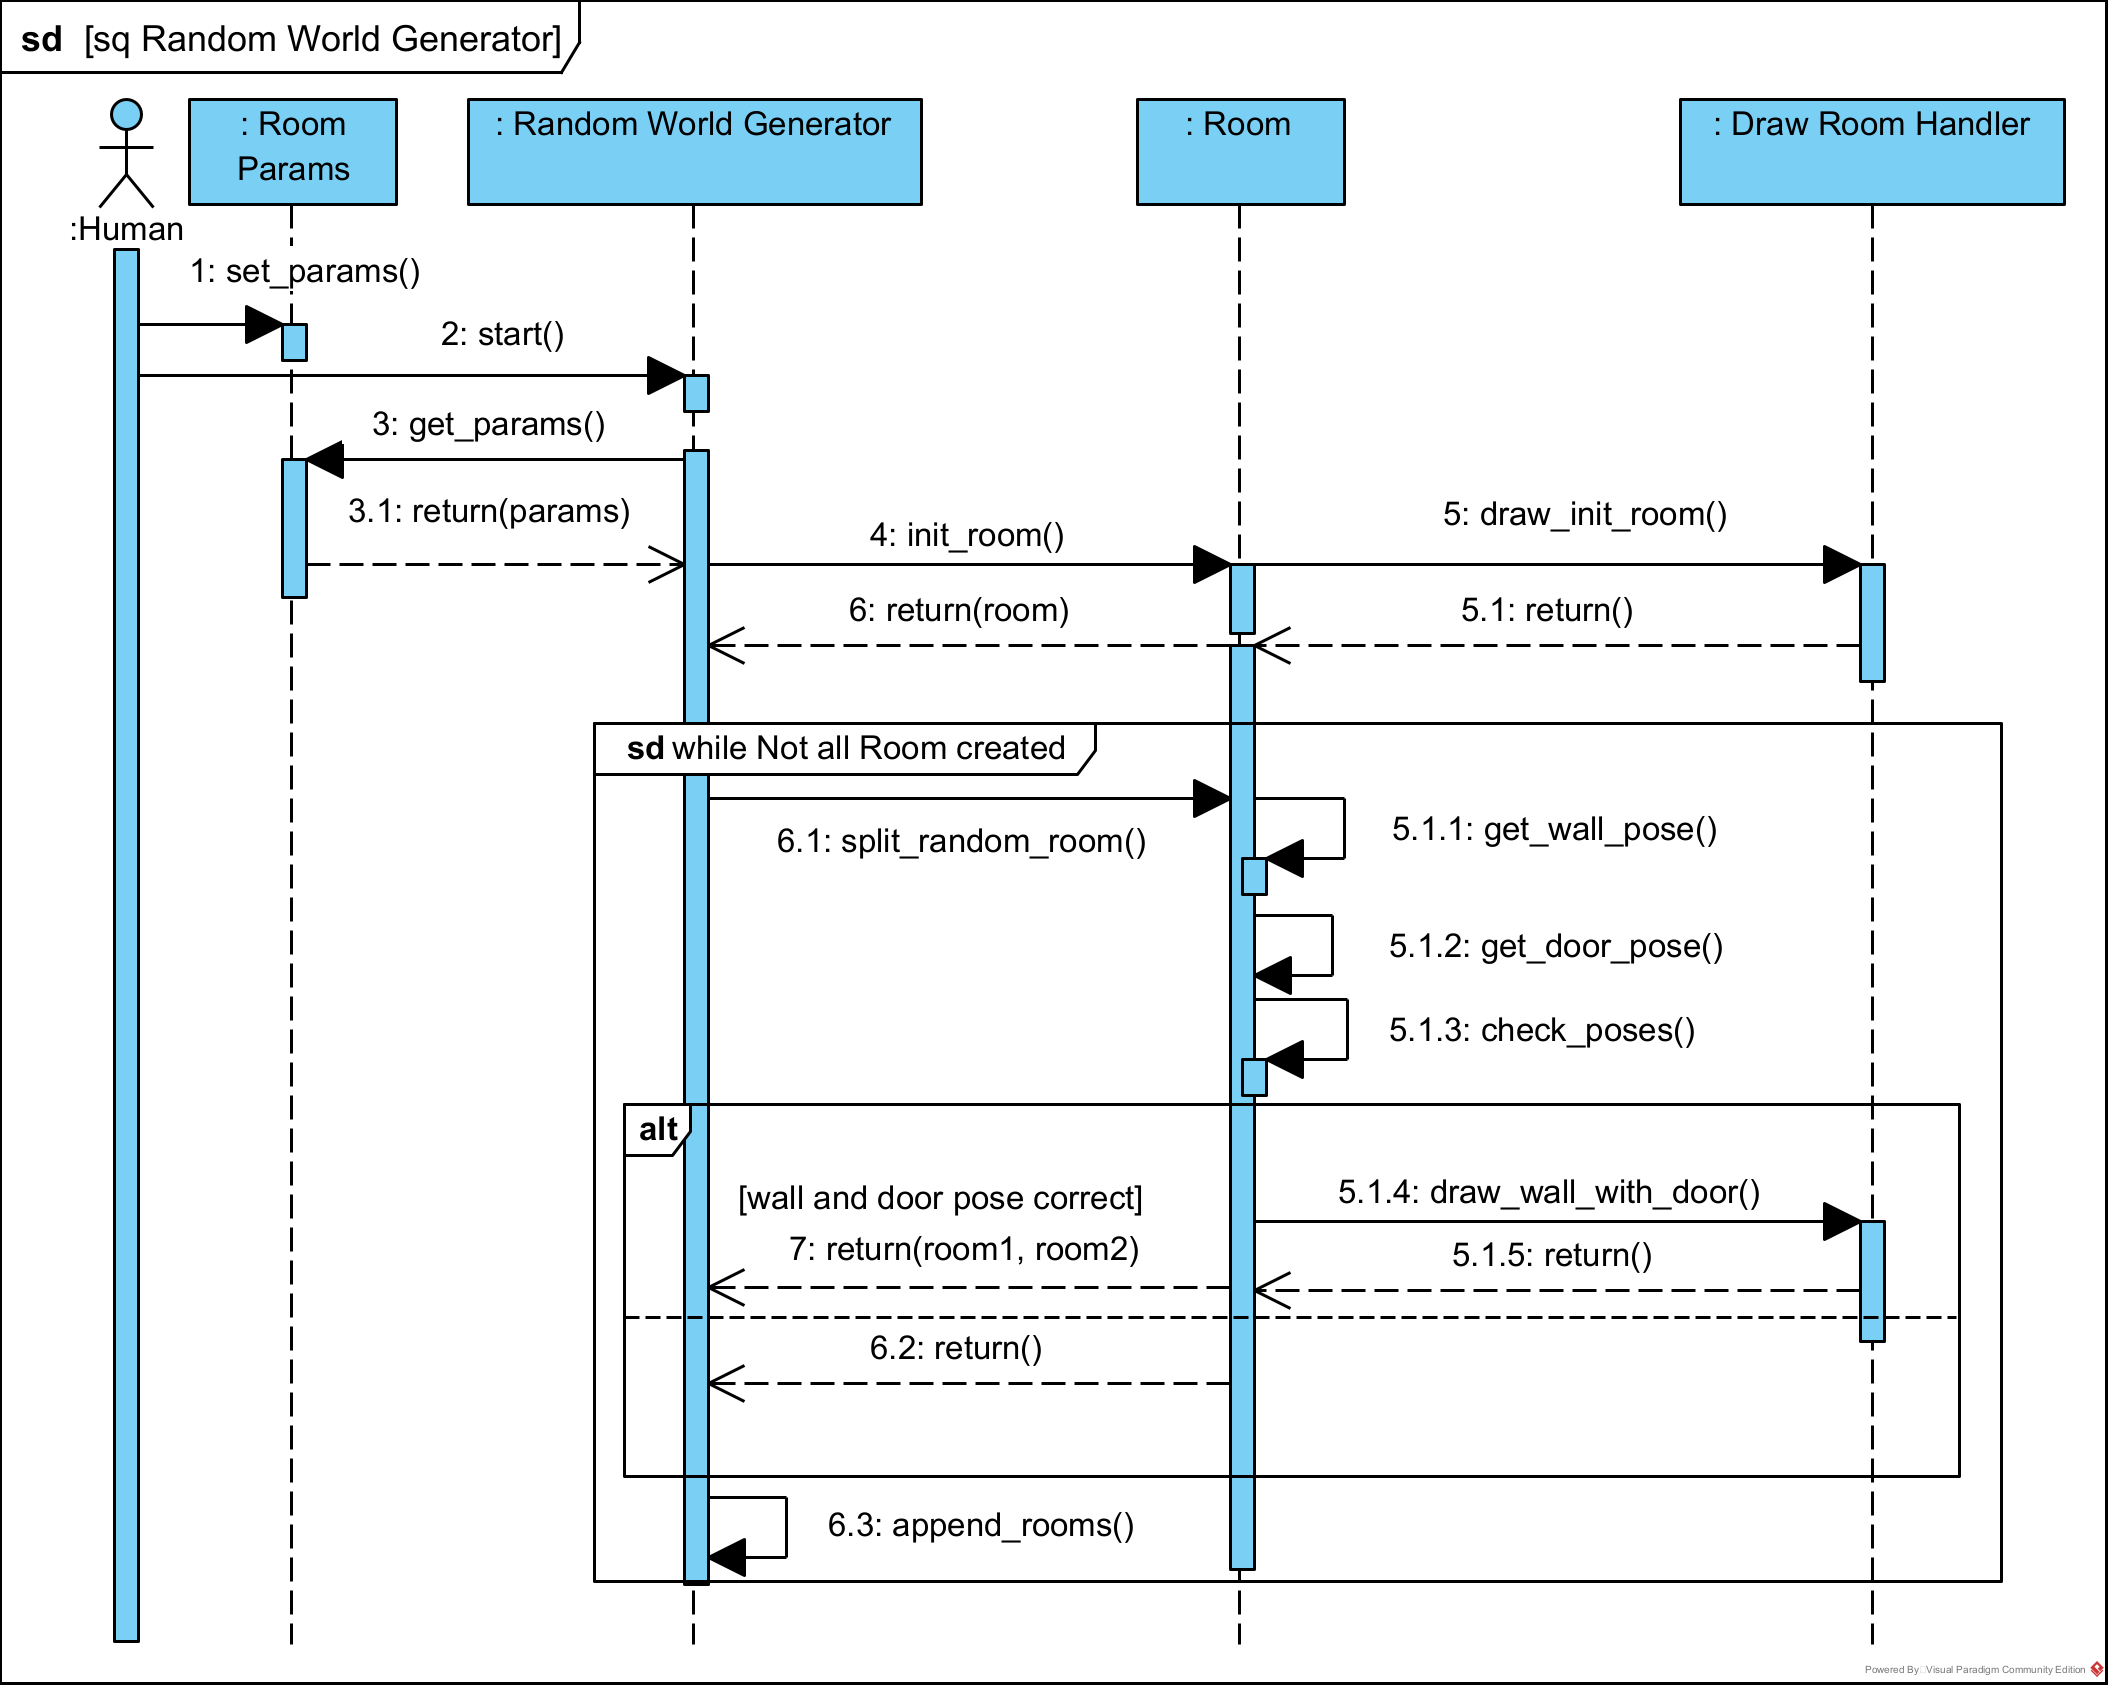 sd [sq Random World Generator]
: Room
Params
: Random World Generator
: Room
: Draw Room Handler
:Human
1: set_params()
2: start()
3: get_params()
3.1: return(params)
4: init_room()
5: draw_init_room()
6: return(room)
5.1: return()
sd while Not all Room created
6.1: split_random_room()
5.1.1: get_wall_pose()
5.1.2: get_door_pose()
5.1.3: check_poses()
alt
[wall and door pose correct]
5.1.4: draw_wall_with_door()
7: return(room1, room2)
5.1.5: return()
6.2: return()
6.3: append_rooms()
Powered By Visual Paradigm Community Edition